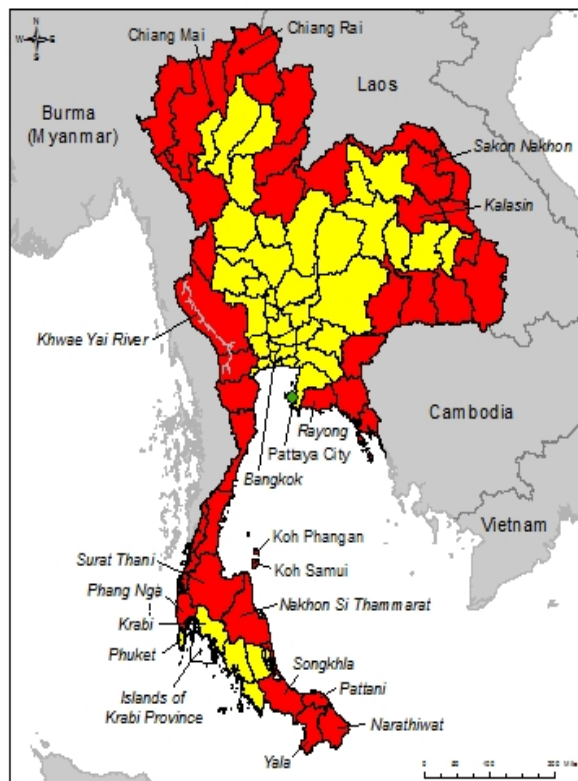 N
W
E
S
Chiang Mai
Chiang Rai
Laos
Burma
(Myanmar)
Sakon Nakhon
Kalasin
Khwae Yai River
Cambodia
Rayong
Pattaya City
Bangkok
Vietnam
Koh Phangan
Koh Samui
Surat Thani
Phang Nga
Nakhon Si Thammarat
Krabi
Phuket
Songkhla
Islands of
Krabi Province
Pattani
Narathiwat
Yala
0